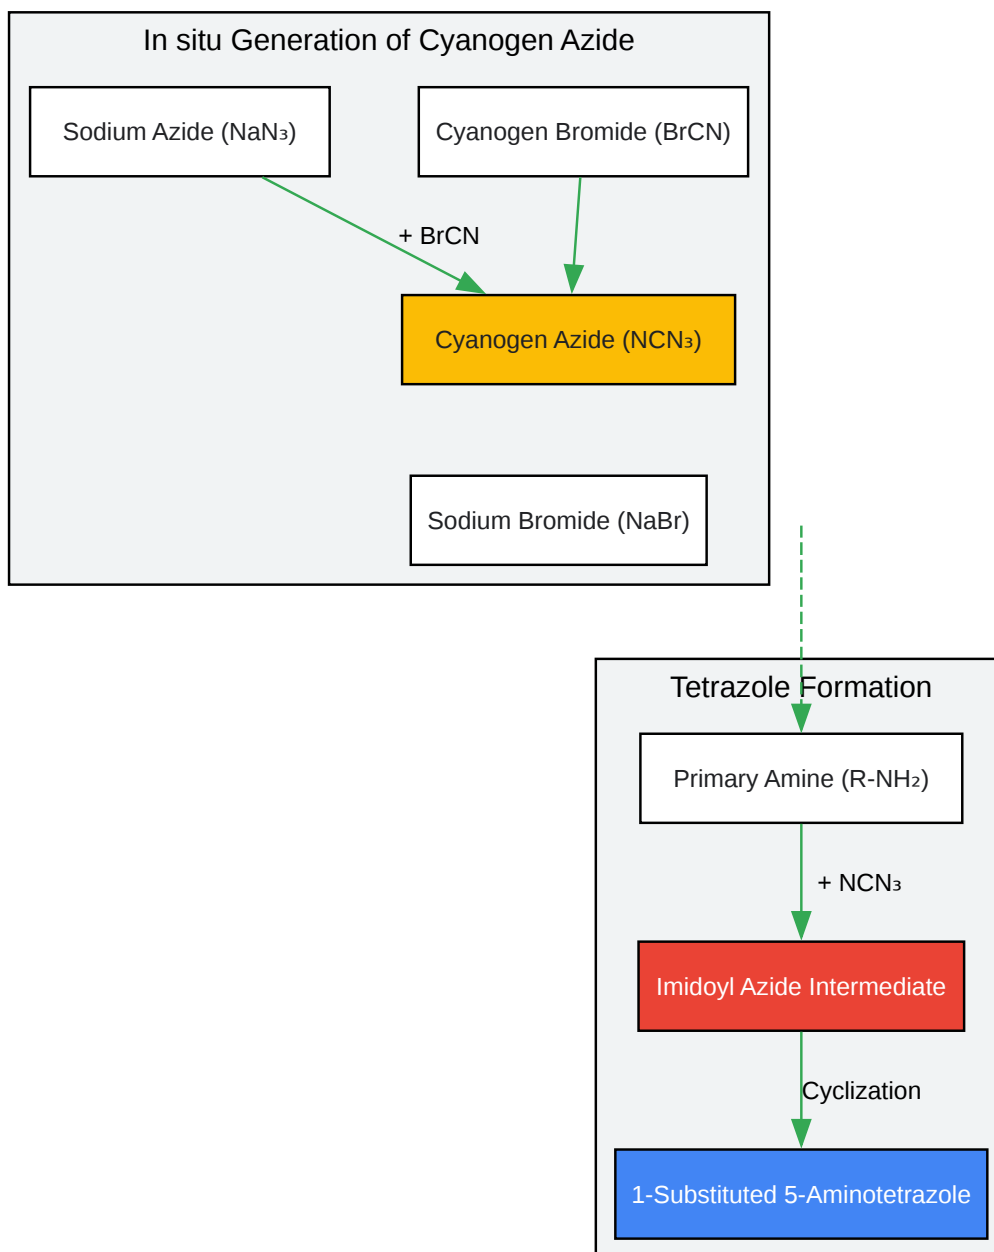 In situ Generation of Cyanogen Azide
Sodium Azide (NaN₃)
Cyanogen Bromide (BrCN)
+ BrCN
Cyanogen Azide (NCN₃)
Sodium Bromide (NaBr)
Tetrazole Formation
Primary Amine (R-NH₂)
+ NCN₃
Imidoyl Azide Intermediate
Cyclization
1-Substituted 5-Aminotetrazole